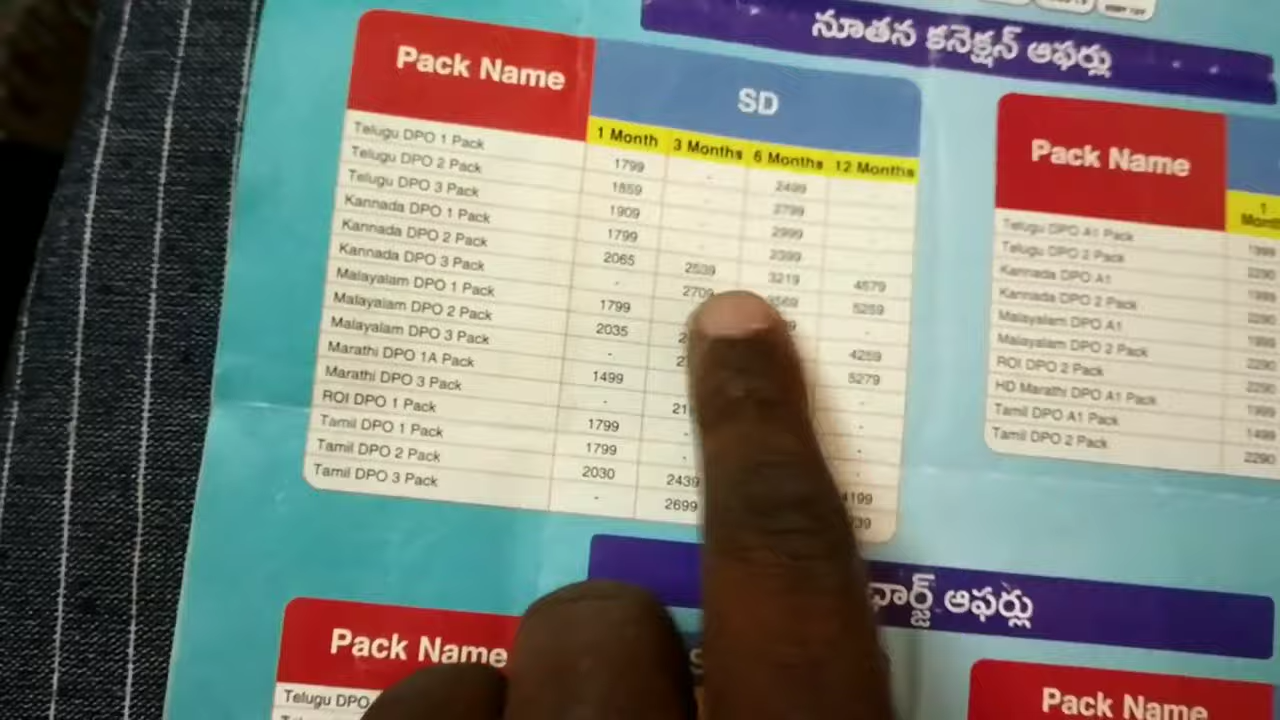 నూతన కనెక్షన్ ఆఫర్లు
Pack Name SD
1 Month 3 Months 6 Months 12 Months
Telugu DPO 1 Pack 1799 - 2499
Telugu DPO 2 Pack 1859 - 2799
Telugu DPO 3 Pack 1909 - 2999
Kannada DPO 1 Pack 1799 - 2399
Kannada DPO 2 Pack 2065 2539 3219 4579
Kannada DPO 3 Pack - 2709 5259
Malayalam DPO 1 Pack 1799 -
Malayalam DPO 2 Pack 2035 4259
Malayalam DPO 3 Pack - 5279
Marathi DPO 1A Pack 1499 - -
Marathi DPO 3 Pack - -
ROI DPO 1 Pack 1799 - -
Tamil DPO 1 Pack 1799 -
Tamil DPO 2 Pack 2030 2439 4199
Tamil DPO 3 Pack - 2699
Pack Name
1 Month
Telugu DPO A1 Pack 1999
Telugu DPO 2 Pack 2290
Kannada DPO A1 1999
Kannada DPO 2 Pack 2290
Malayalam DPO A1 1999
Malayalam DPO 2 Pack 2290
ROI DPO 2 Pack 2290
HD Marathi DPO A1 Pack 1999
Tamil DPO A1 Pack 1499
Tamil DPO 2 Pack 2290
ఆఫర్లు
Pack Name
Telugu DPO
Pack Name